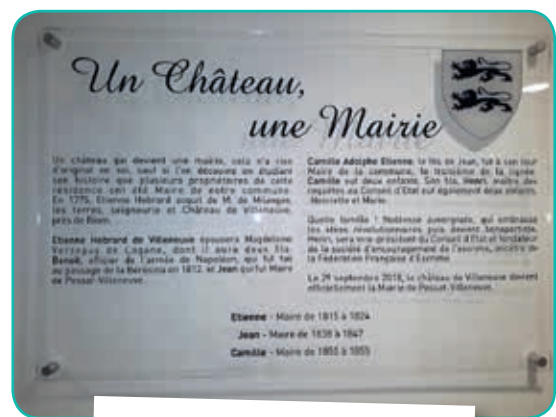 Un Château,
une Mairie
Un château qui devient une mairie, cela n'a rien
d'original en soi, sauf si l'on découvre en étudiant
son histoire que plusieurs propriétaires de cette
résidence ont été Maire de notre commune.
En 1775, Etienne Hébrard acquit de M. de
les terres, seigneurie et Château de Villeneuve,
près de Riom.
Etienne Hébrard de Villeneuve épousera Magdeleine
de dont il aura deux fils
Benoît, officier de l'armée de Napoléon, qui fut tué
au passage de la Bérézina en 1812, et Jean qui fut Maire
de Pessat-Villeneuve.
Camille Adolphe Etienne, le fils de Jean, fut à son tour
Maire de la commune, le troisième de la lignée.
Camille eut deux enfants. Son fils, Henri, maître des
requêtes au Conseil d'Etat eut également deux enfants,
Henriette et Marie.
Quelle famille ! Noblesse auvergnate, qui embrassa
les idées révolutionnaires puis devint bonapartiste.
Henri, sera vice-président du Conseil d'Etat et fondateur
de la société d'encouragement de l'escrime, ancêtre de
la Fédération Française d'Escrime.
Le 29 septembre 2018, le château de Villeneuve devient
officiellement la Mairie de Pessat-Villeneuve.
Etienne - Maire de 1815 à 1824
Jean - Maire de 1838 à 1847
Camille - Maire de 1853 à 1855